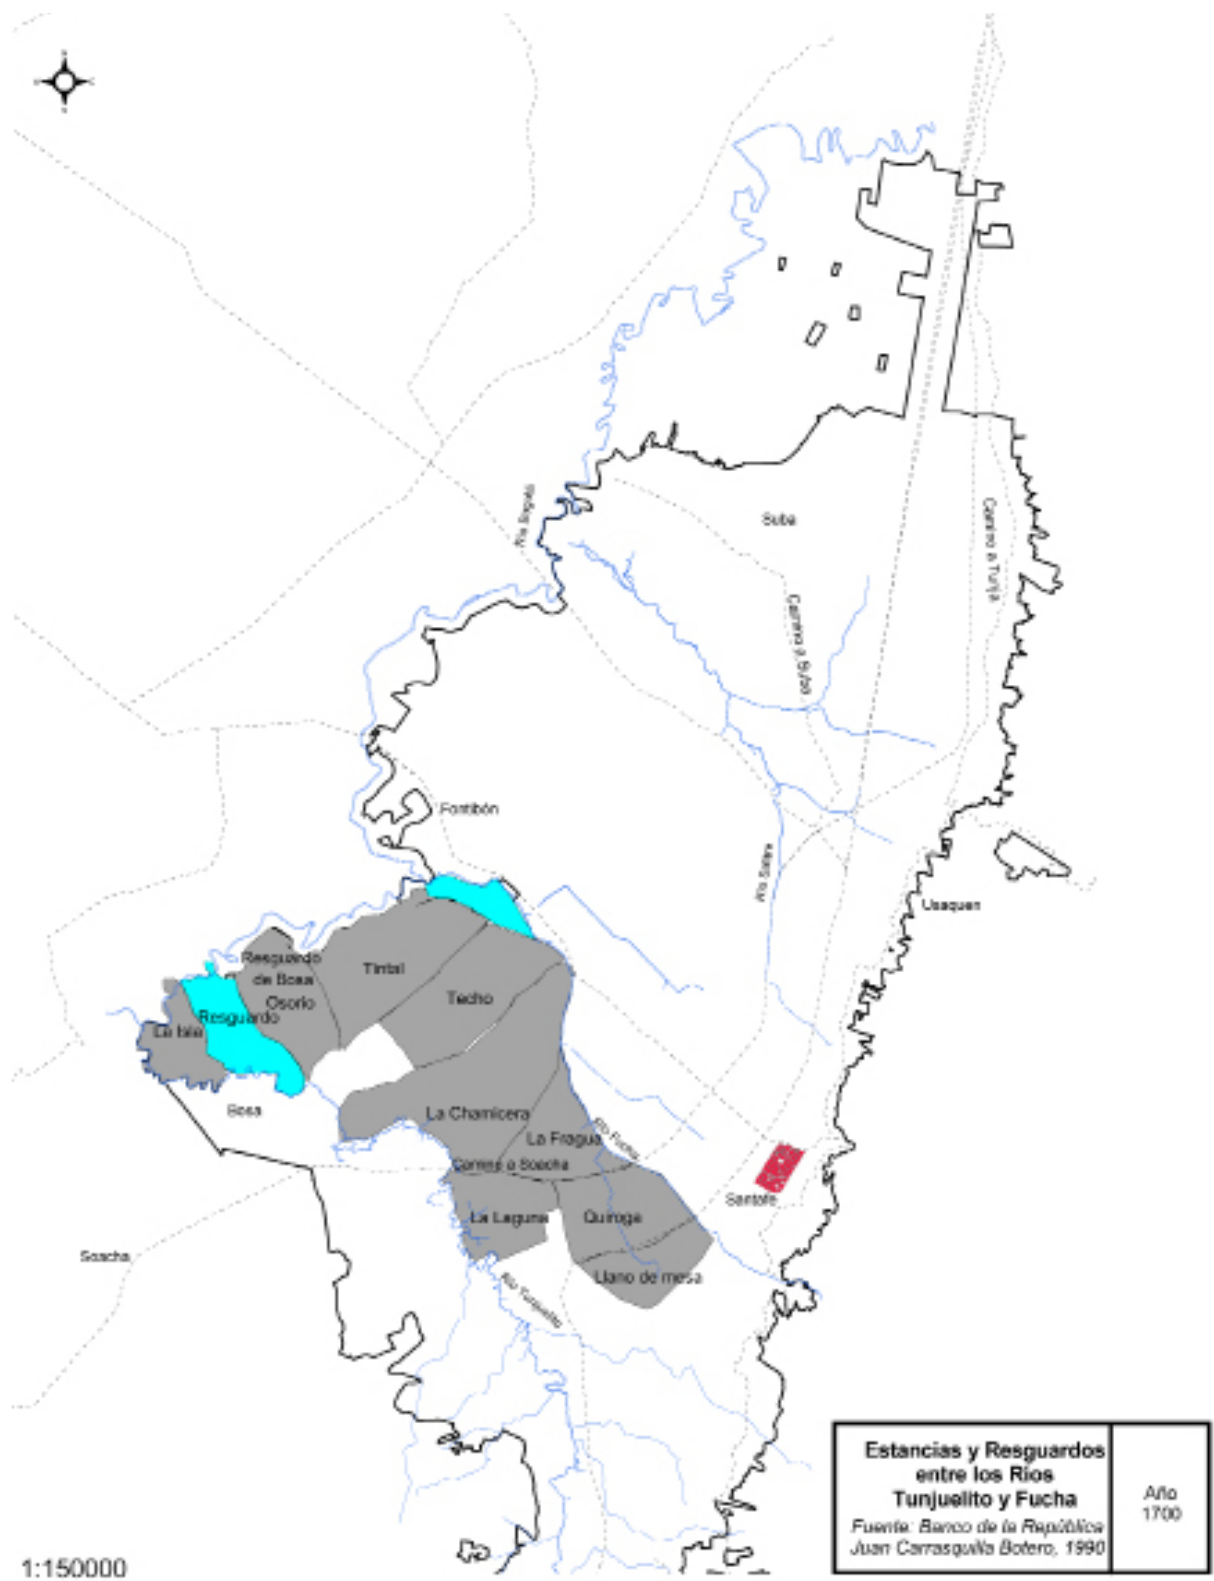 Río Bogotá
Suba
Camino a Tunja
Camino a Suba
Fontibón
Río Salitre
Usaquen
Resguardo
de Bosa
Osorio
Tintal
Techo
Resguardo
La Isla
Bosa
La Chamicera
La Fragua
Río Fucha
Camino a Soacha
Santafe
La Laguna
Quiroga
Soacha
Llano de mesa
Río Tunjuelito
Estancias y Resguardos
entre los Ríos
Tunjuelito y Fucha
Fuente: Banco de la República
Juan Carrasquilla Botero, 1990
Año
1700
1:150000